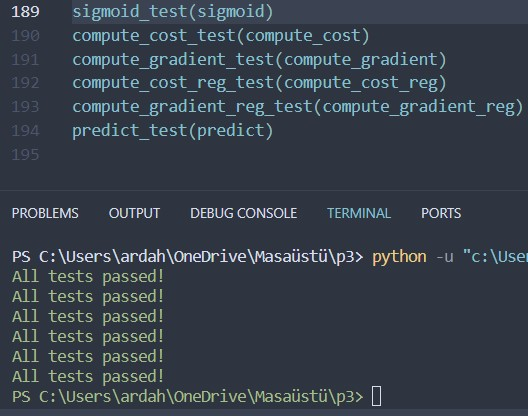 189 sigmoid_test(sigmoid)
190 compute_cost_test(compute_cost)
191 compute_gradient_test(compute_gradient)
192 compute_cost_reg_test(compute_cost_reg)
193 compute_gradient_reg_test(compute_gradient_reg)
194 predict_test(predict)
195
PROBLEMS OUTPUT DEBUG CONSOLE TERMINAL PORTS
PS C:\Users\ardah\OneDrive\Masaüstü\p3> python -u "c:\User
All tests passed!
All tests passed!
All tests passed!
All tests passed!
All tests passed!
All tests passed!
PS C:\Users\ardah\OneDrive\Masaüstü\p3>